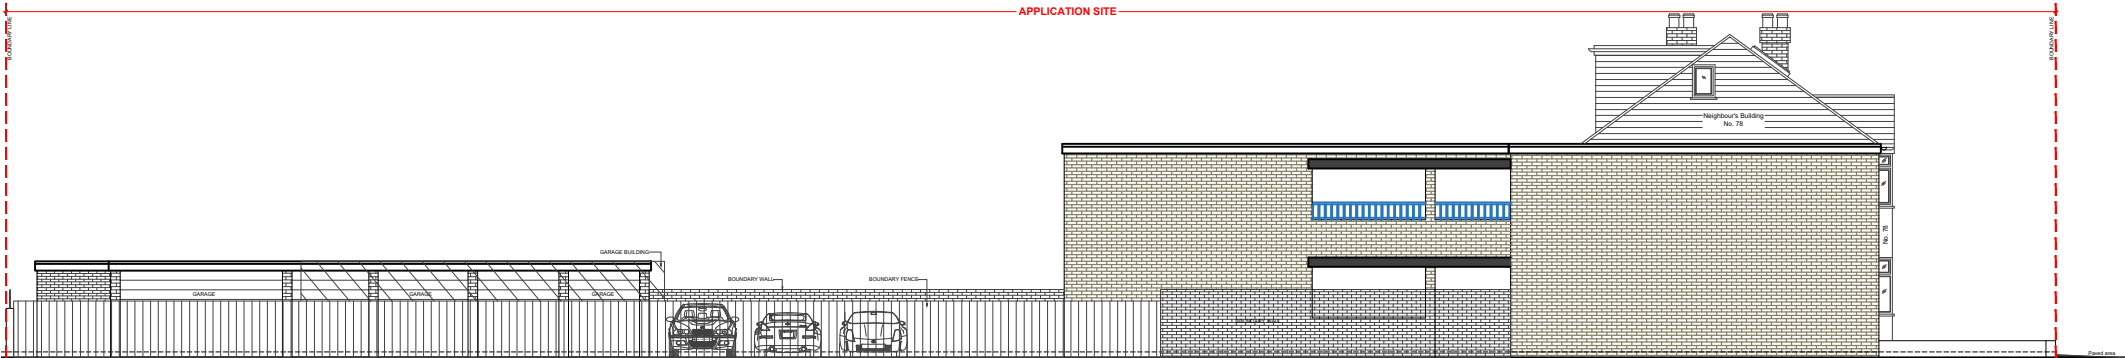 APPLICATION SITE
BOUNDARY LINE
BOUNDARY LINE
Neighbour's Building
No. 78
No. 78
GARAGE BUILDING
BOUNDARY WALL
BOUNDARY FENCE
GARAGE
GARAGE
GARAGE
Paved area